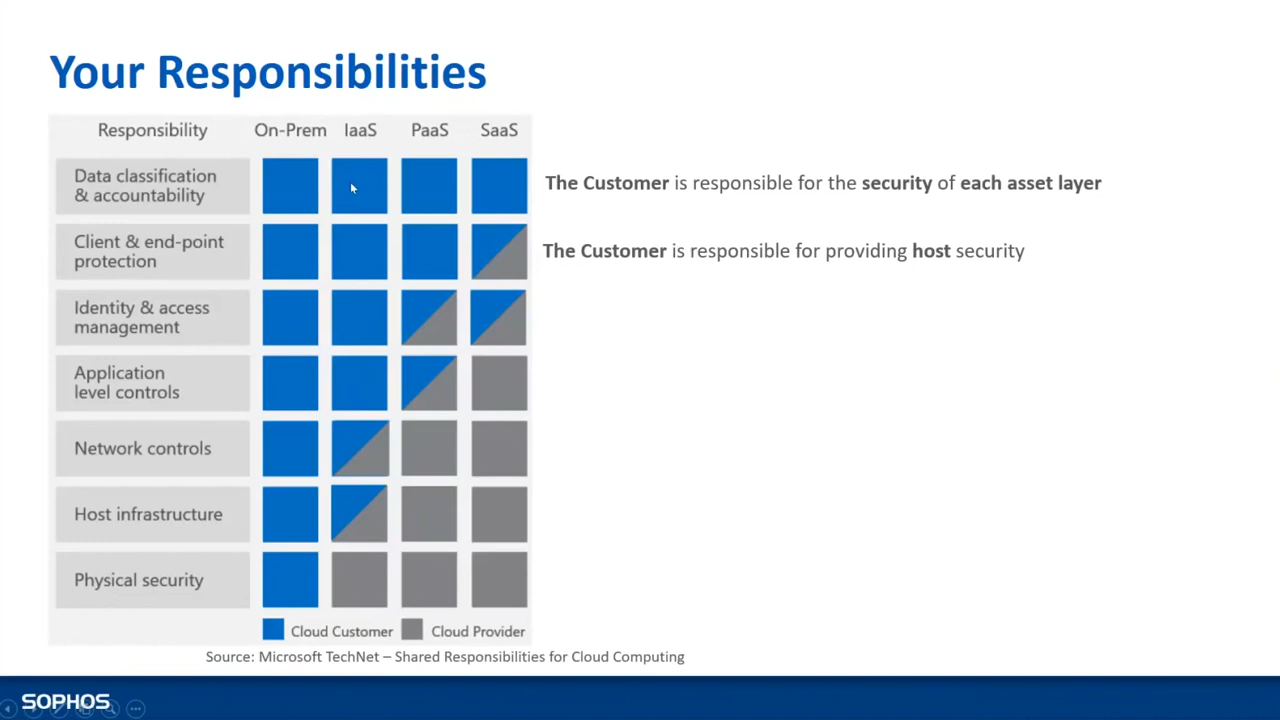 Your Responsibilities
Responsibility On-Prem IaaS PaaS SaaS
Data classification
& accountability
The Customer is responsible for the security of each asset layer
Client & end-point
protection
The Customer is responsible for providing host security
Identity & access
management
Application
level controls
Network controls
Host infrastructure
Physical security
Cloud Customer Cloud Provider
Source: Microsoft TechNet – Shared Responsibilities for Cloud Computing
SOPHOS